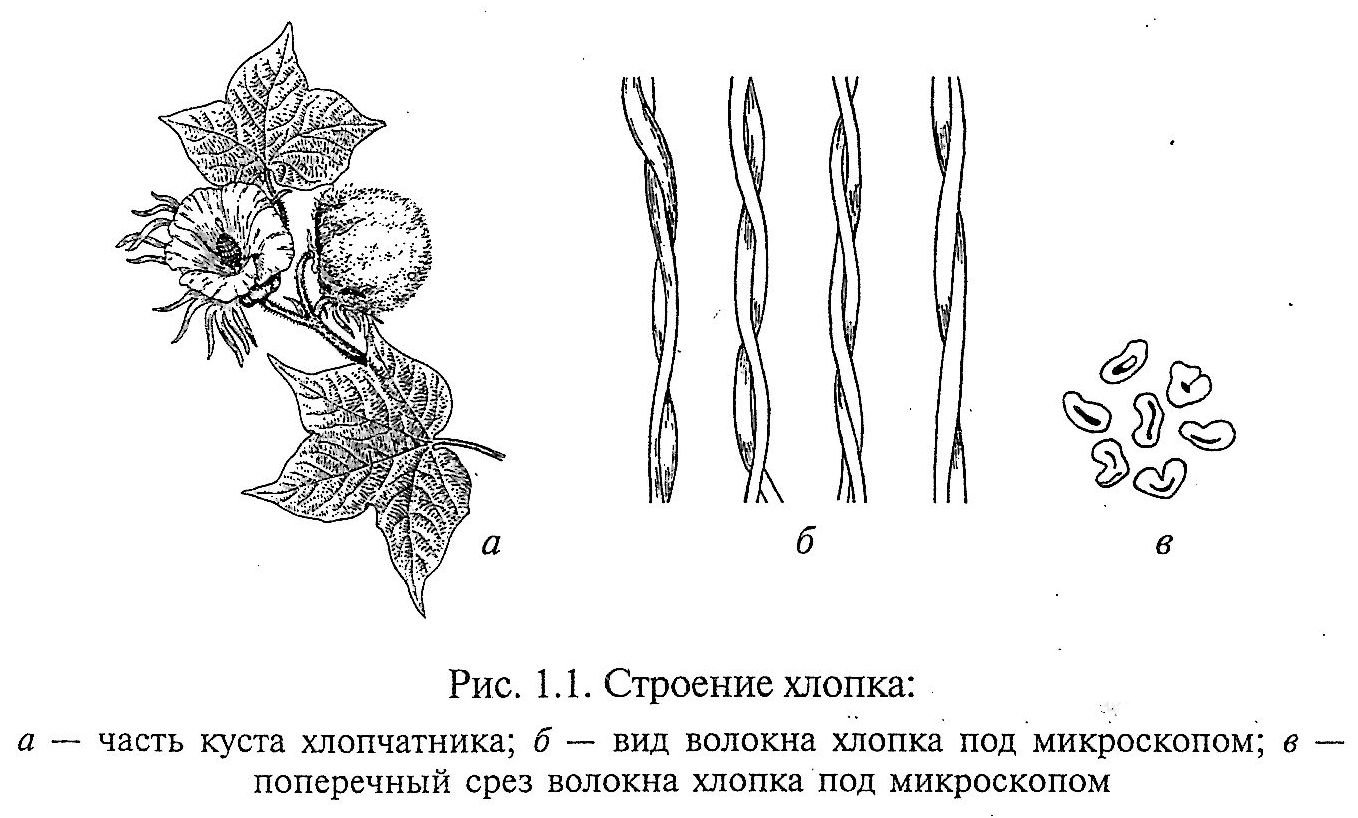 а
б
в
Рис. 1.1. Строение хлопка:
а — часть куста хлопчатника; б — вид волокна хлопка под микроскопом; в —
поперечный срез волокна хлопка под микроскопом